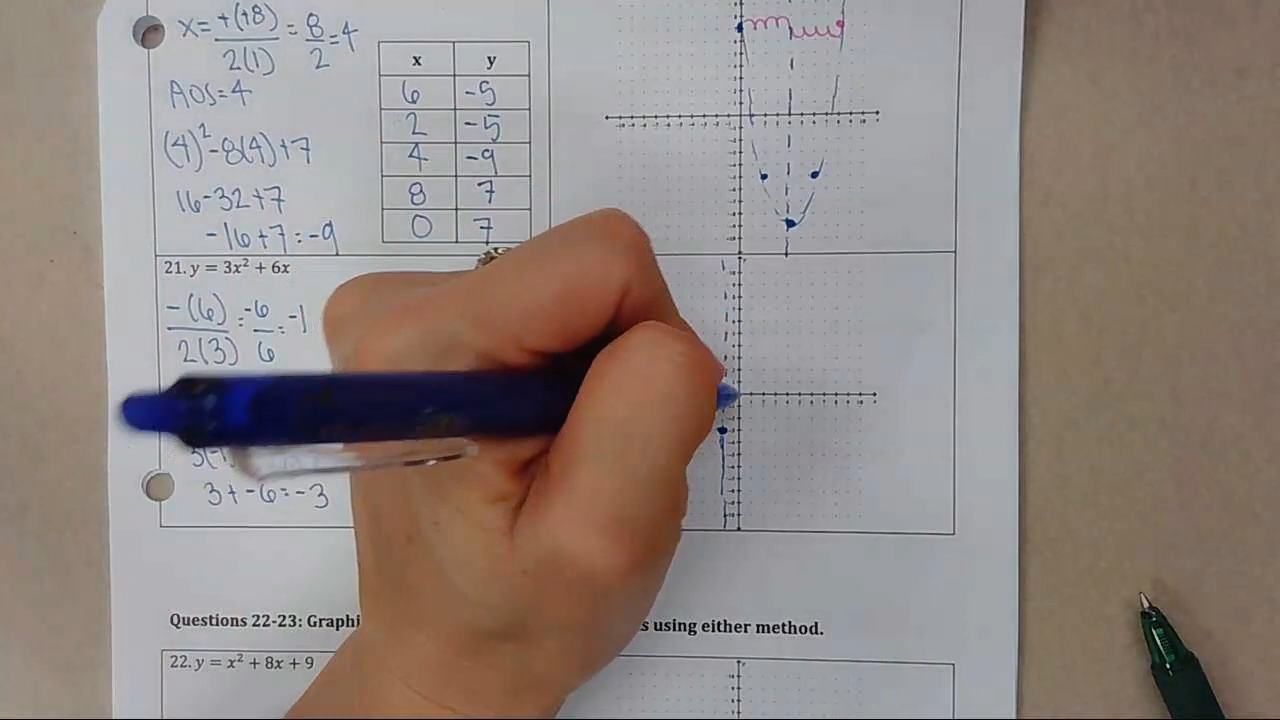 x= +(+8) / 2(1) = 8/2 = 4
AOS=4
(4)² -8(4)+7
16-32+7
-16+7=-9
x y
6 -5
2 -5
4 -9
8 7
0 7
21. y = 3x² + 6x
-(6) / 2(3) = -6/6 = -1
3+-6=-3
Questions 22-23: Graphi
s using either method.
22. y = x² + 8x + 9